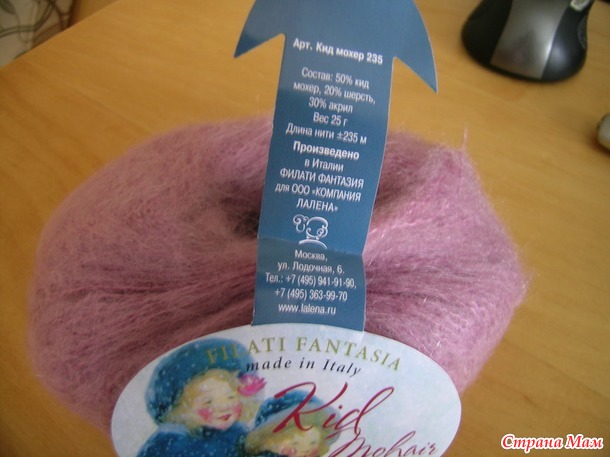 Арт. Кид мохер 235
Состав: 50% кид
мохер, 20% шерсть,
30% акрил
Вес 25 г
Длина нити ±235 м
Произведено
в Италии
ФИЛАТИ ФАНТАЗИЯ
для ООО «КОМПАНИЯ
ЛАЛЕНА»
Москва,
ул. Лодочная, 6.
Тел.: +7 (495) 941-91-90,
+7 (495) 363-99-70
www.lalena.ru
FILATI FANTASIA
made in Italy
Kid
Mohair
Страна Мам